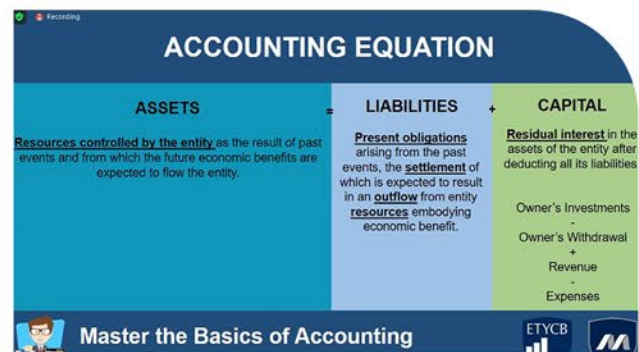 Recording
ACCOUNTING EQUATION
ASSETS
Resources controlled by the entity as the result of past
events and from which the future economic benefits are
expected to flow the entity.
=
LIABILITIES
Present obligations
arising from the past
events, the settlement of
which is expected to result
in an outflow from entity
resources embodying
economic benefit.
+
CAPITAL
Residual interest in the
assets of the entity after
deducting all its liabilities
Owner's Investments
-
Owner's Withdrawal
+
Revenue
-
Expenses
Master the Basics of Accounting
ETYCB
M